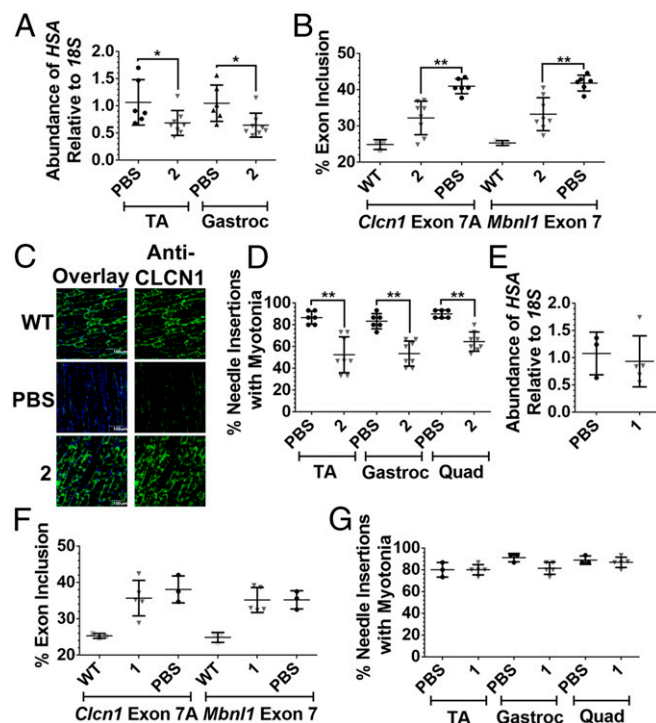 A
Abundance of HSA
Relative to 18S
2.0
1.5
1.0
0.5
0.0
*
*
PBS
2
PBS
2
TA
Gastroc
B
% Exon Inclusion
50
40
30
20
**
**
WT
2
PBS
WT
2
PBS
Clcn1 Exon 7A
Mbnl1 Exon 7
C
Overlay
Anti-
CLCN1
WT
PBS
2
D
% Needle Insertions
with Myotonia
100
80
60
40
20
0
**
**
**
PBS
2
PBS
2
PBS
2
TA
Gastroc
Quad
E
Abundance of HSA
Relative to 18S
2.0
1.5
1.0
0.5
0.0
PBS
1
F
% Exon Inclusion
50
40
30
20
WT
1
PBS
WT
1
PBS
Clcn1 Exon 7A
Mbnl1 Exon 7
G
% Needle Insertions
with Myotonia
100
80
60
40
20
0
PBS
1
PBS
1
PBS
1
TA
Gastroc
Quad